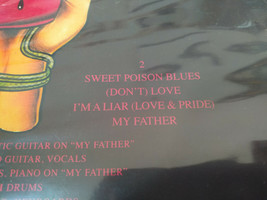 2
SWEET POISON BLUES
(DON'T) LOVE
I'M A LIAR (LOVE & PRIDE)
MY FATHER
TIC GUITAR ON "MY FATHER"
D GUITAR, VOCALS
S, PIANO ON "MY FATHER"
DRUMS